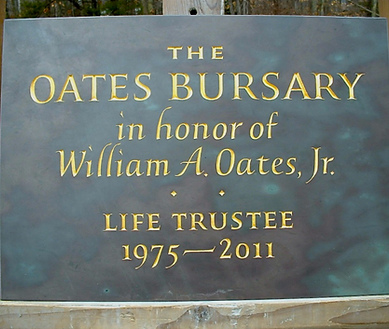 THE
OATES BURSARY
in honor of
William A. Oates, Jr.
LIFE TRUSTEE
1975—2011